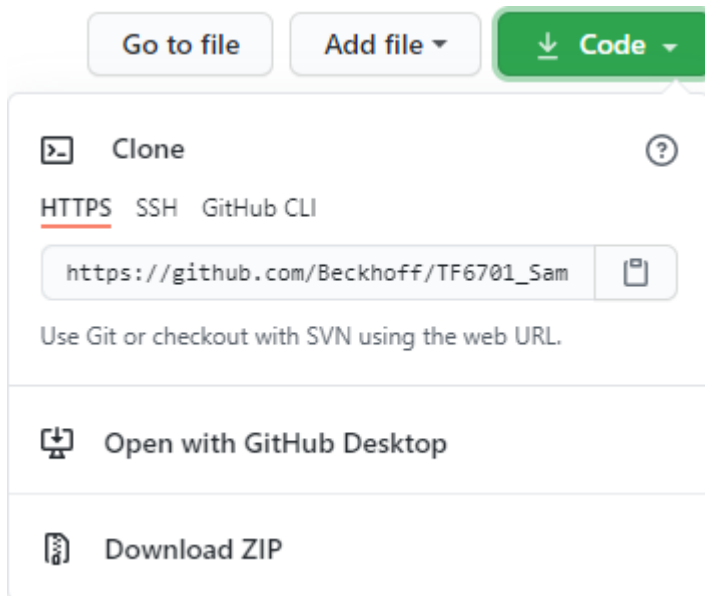 Go to file Add file Code
Clone
HTTPS SSH GitHub CLI
https://github.com/Beckhoff/TF6701_Sam
Use Git or checkout with SVN using the web URL.
Open with GitHub Desktop
Download ZIP